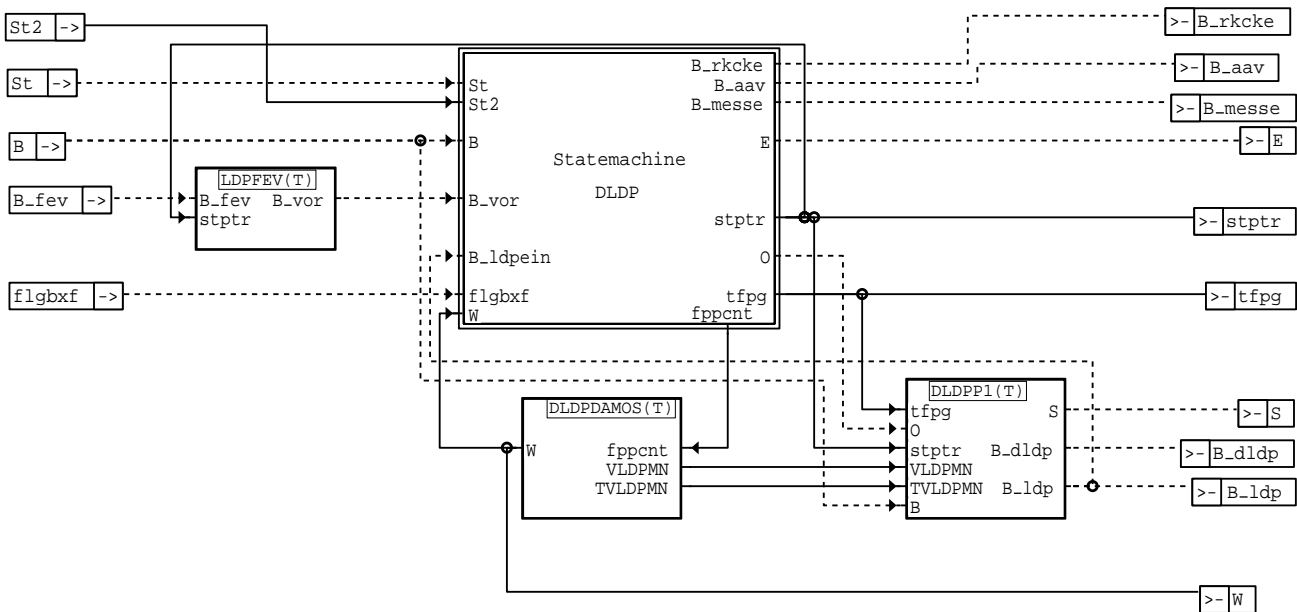 St2 ->
>- B_rkcke
B_rkcke
>- B_aav
St ->
St
B_aav
St2
B_messe
>- B_messe
B ->
B
E
>- E
Statemachine
DLDP
LDPFEV(T)
B_fev ->
B_fev B_vor
B_vor
stptr
stptr
>- stptr
B_ldpein
O
flgbxf ->
flgbxf
tfpg
>- tfpg
W
fppcnt
DLDPP1(T)
DLDPDAMOS(T)
tfpg
S
>- S
O
W
fppcnt
stptr
B_dldp
>- B_dldp
VLDPMN
VLDPMN
TVLDPMN
TVLDPMN
B_ldp
>- B_ldp
B
>- W